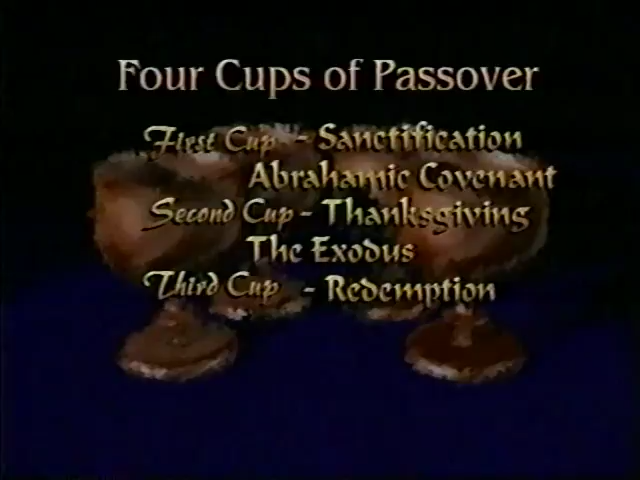 Four Cups of Passover
First Cup - Sanctification
Abrahamic Covenant
Second Cup - Thanksgiving
The Exodus
Third Cup - Redemption